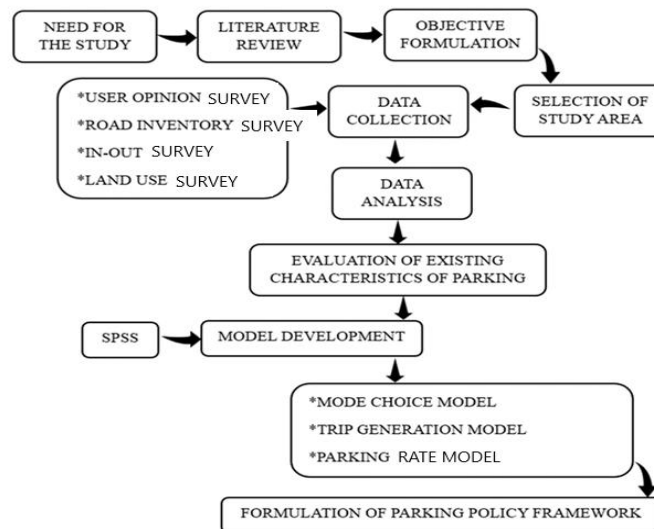 NEED FOR
THE STUDY
LITERATURE
REVIEW
OBJECTIVE
FORMULATION
SELECTION OF
STUDY AREA
DATA
COLLECTION
*USER OPINION SURVEY
*ROAD INVENTORY SURVEY
*IN-OUT SURVEY
*LAND USE SURVEY
DATA
ANALYSIS
EVALUATION OF EXISTING
CHARACTERISTICS OF PARKING
SPSS
MODEL DEVELOPMENT
*MODE CHOICE MODEL
*TRIP GENERATION MODEL
*PARKING RATE MODEL
FORMULATION OF PARKING POLICY FRAMEWORK